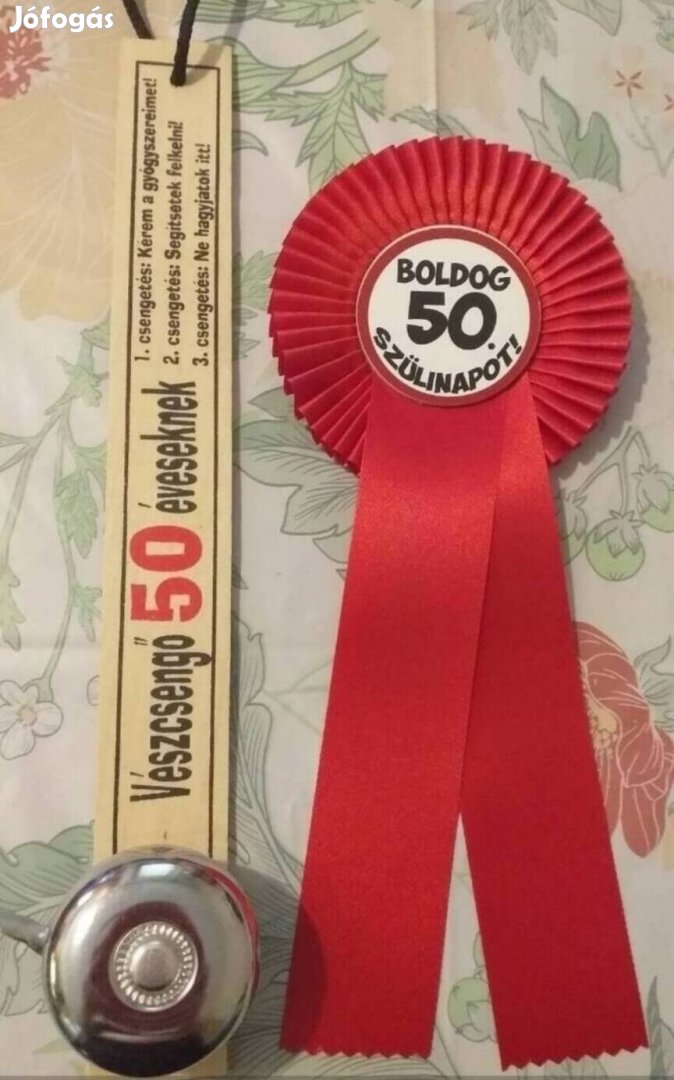 Jófogás
Vészcsengő 50 éveseknek
1. csengetés: Kérem a gyógyszereimet!
2. csengetés: Segítsetek felkelni!
3. csengetés: Ne hagyjatok itt!
BOLDOG
50.
SZÜLINAPOT!